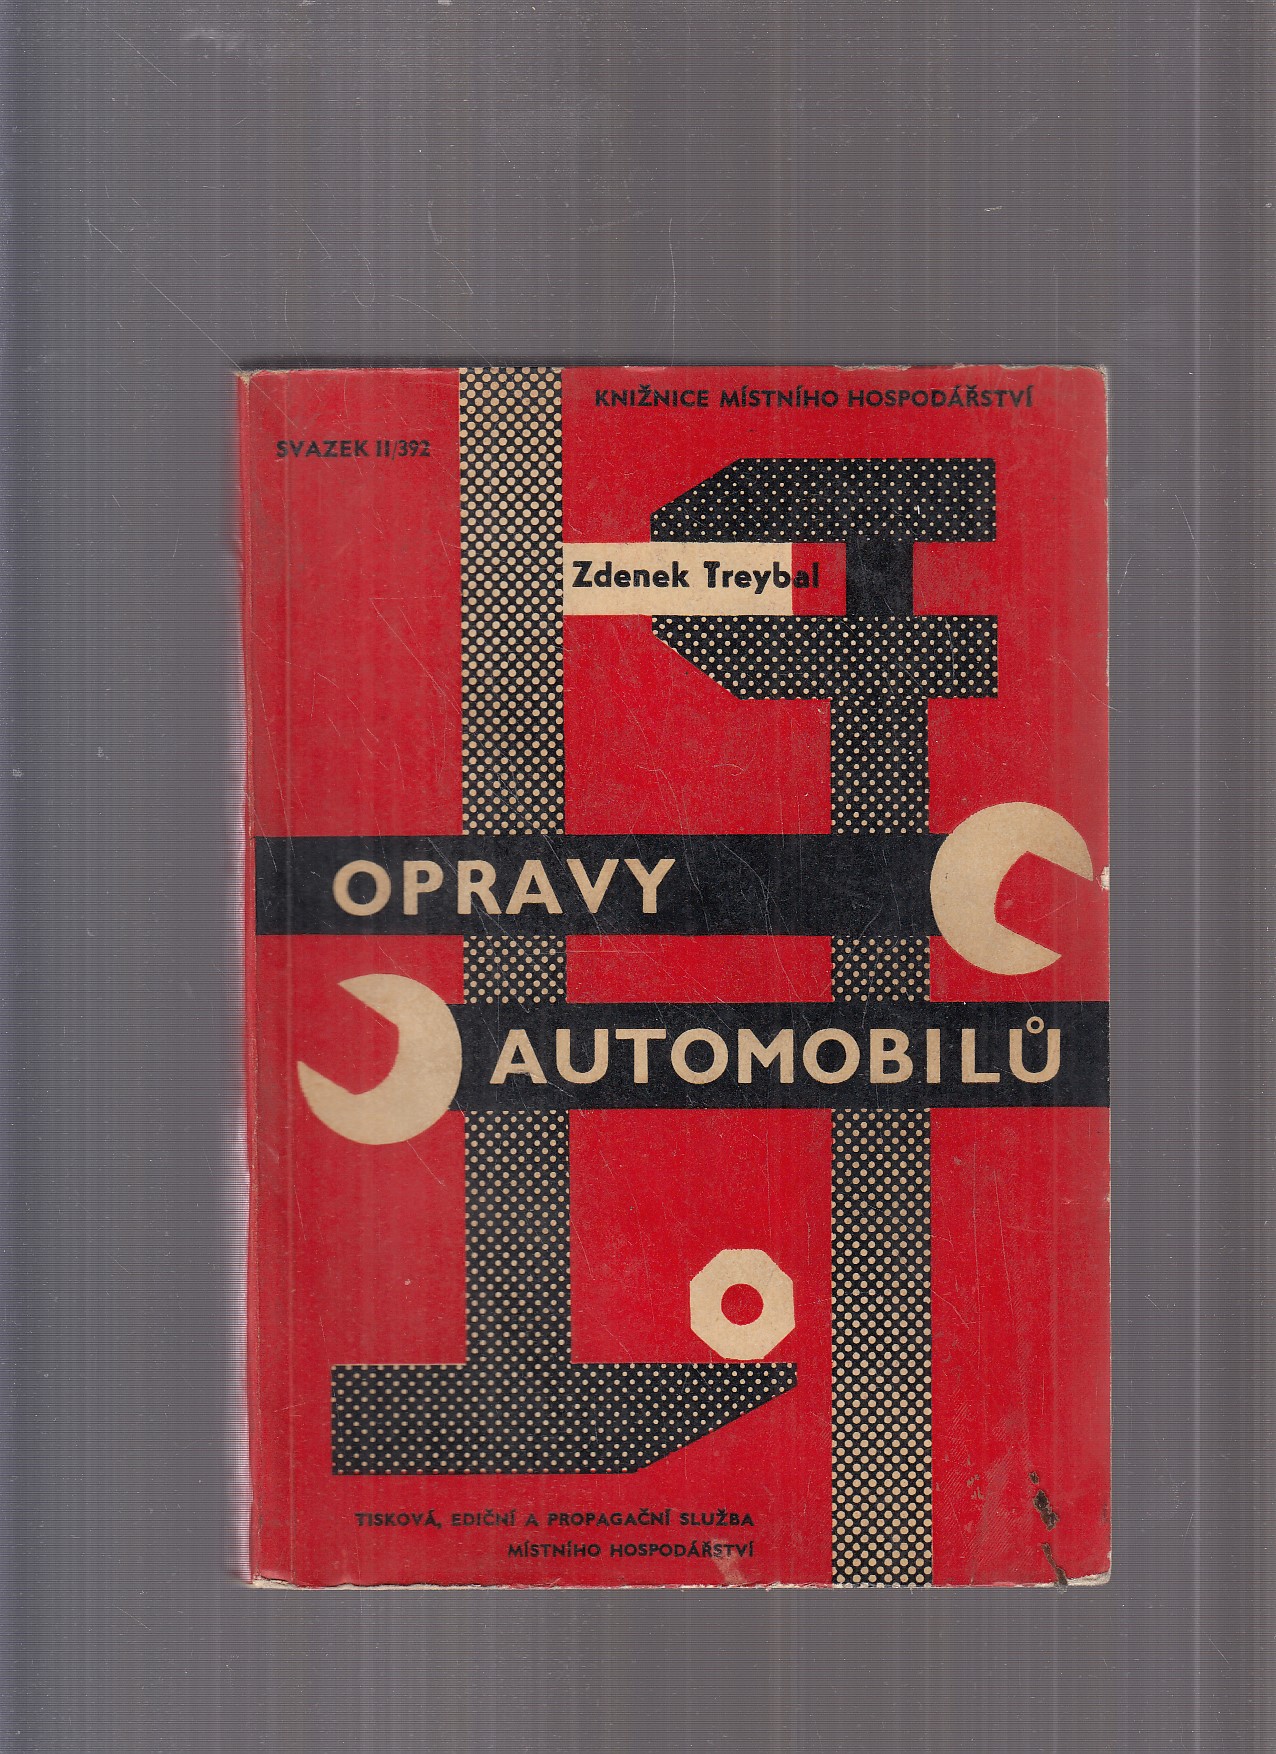 KNIŽNICE MÍSTNÍHO HOSPODÁŘSTVÍ
SVAZEK II/392
Zdenek Treybal
OPRAVY
AUTOMOBILŮ
TISKOVÁ, EDIČNÍ A PROPAGAČNÍ SLUŽBA
MÍSTNÍHO HOSPODÁŘSTVÍ